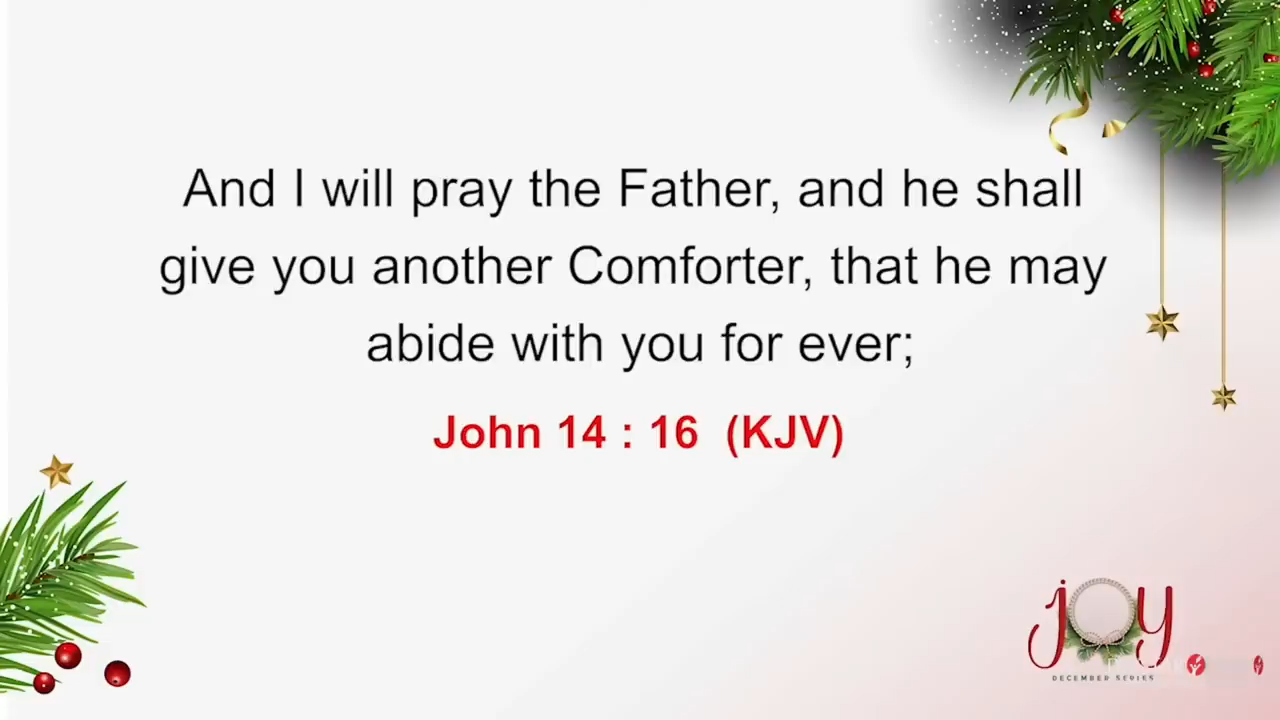 And I will pray the Father, and he shall
give you another Comforter, that he may
abide with you for ever;
John 14 : 16  (KJV)
joy
DECEMBER SERIES